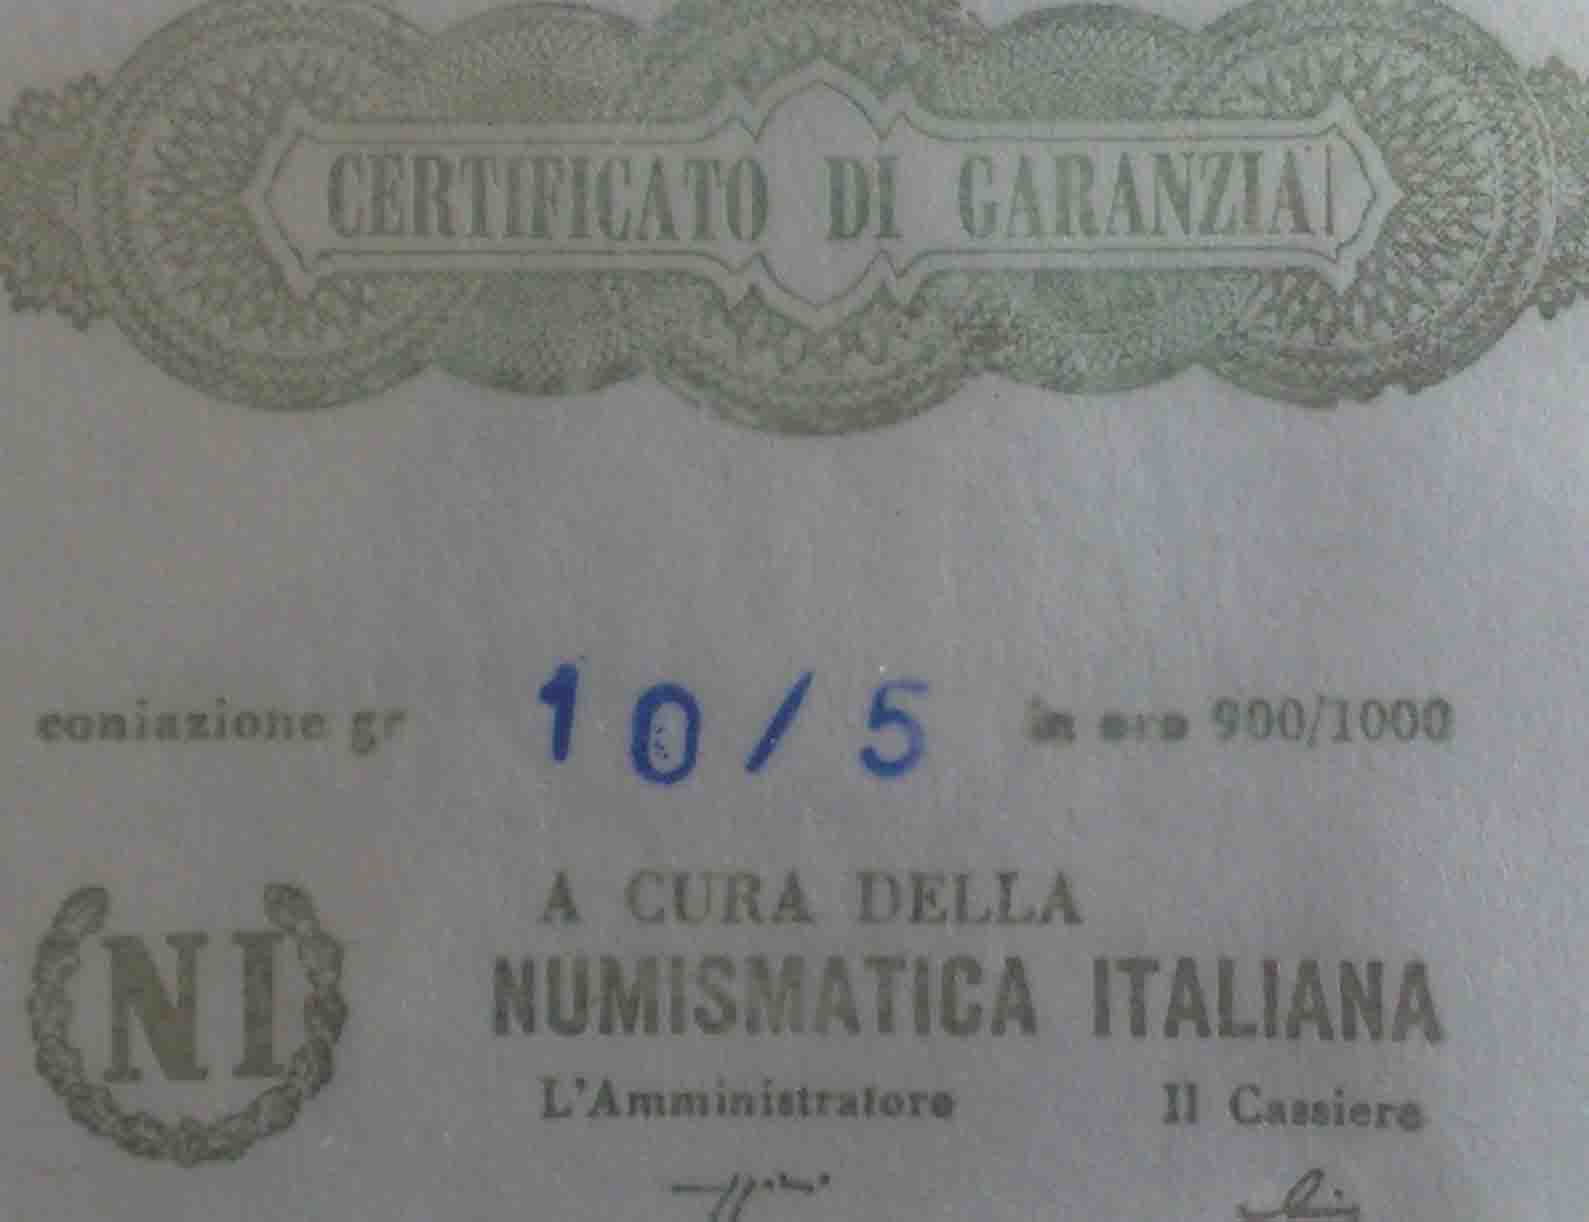 CERTIFICATO DI GARANZIA
coniazione gr 10/5 in oro 900/1000
NI
A CURA DELLA
NUMISMATICA ITALIANA
L'Amministratore Il Cassiere